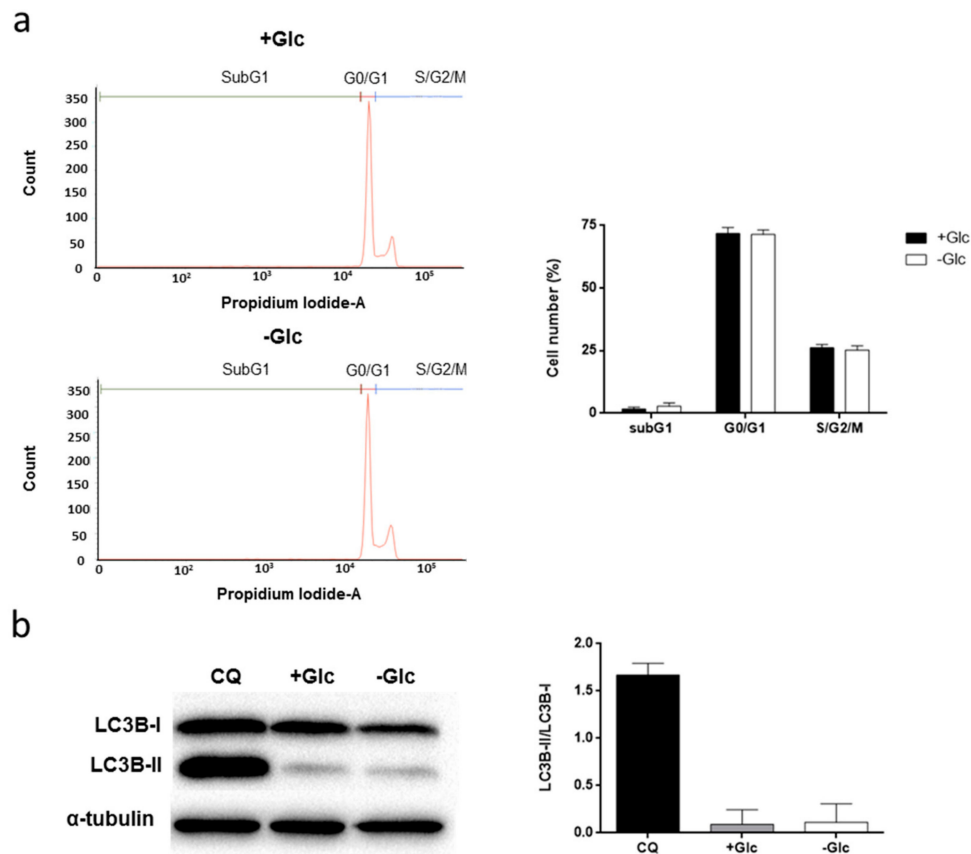 a
+Glc
SubG1 G0/G1 S/G2/M
350
300
250
200
150
100
50
0
Count
0 10² 10³ 10⁴ 10⁵
Propidium Iodide-A
-Glc
SubG1 G0/G1 S/G2/M
350
300
250
200
150
100
50
0
Count
0 10² 10³ 10⁴ 10⁵
Propidium Iodide-A
75
50
25
0
Cell number (%)
subG1 G0/G1 S/G2/M
+Glc
-Glc
b
CQ +Glc -Glc
LC3B-I
LC3B-II
α-tubulin
2.0
1.5
1.0
0.5
0.0
LC3B-II/LC3B-I
CQ +Glc -Glc